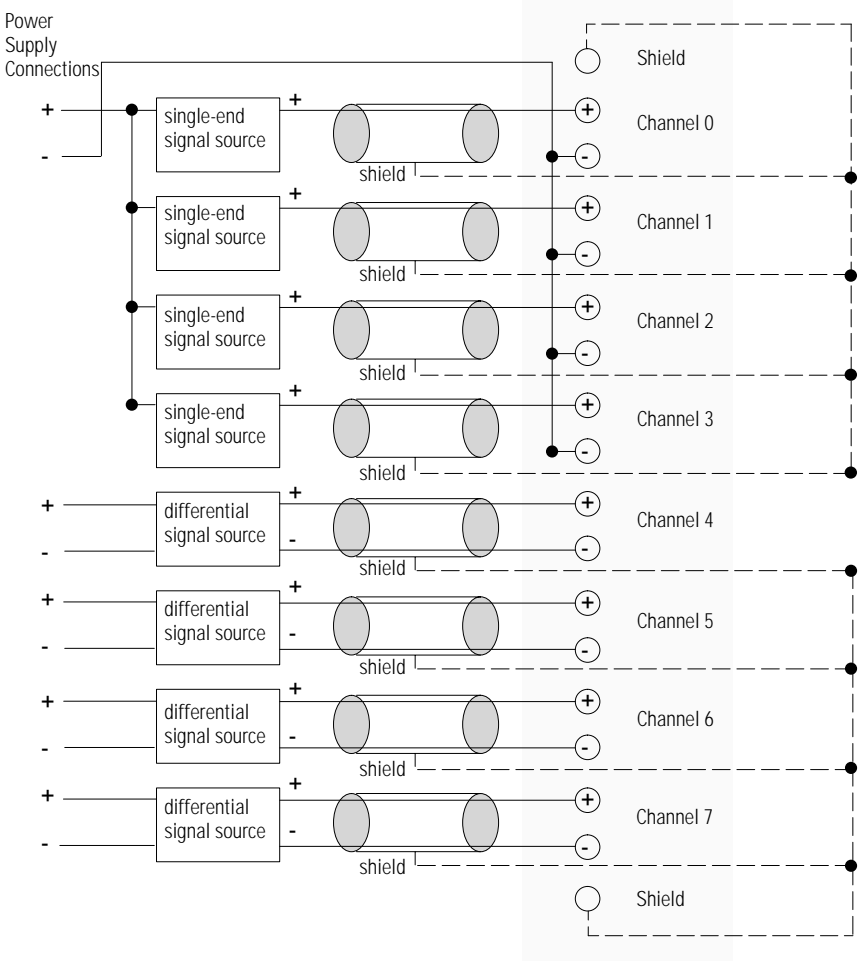 Power
Supply
Connections
Shield
+
single-end
signal source
+
+
Channel 0
-
-
shield
single-end
signal source
+
+
Channel 1
-
shield
single-end
signal source
+
+
Channel 2
-
shield
single-end
signal source
+
+
Channel 3
-
shield
+
differential
signal source
+
+
Channel 4
-
-
-
shield
+
differential
signal source
+
+
Channel 5
-
-
-
shield
+
differential
signal source
+
+
Channel 6
-
-
-
shield
+
differential
signal source
+
+
Channel 7
-
-
-
shield
Shield